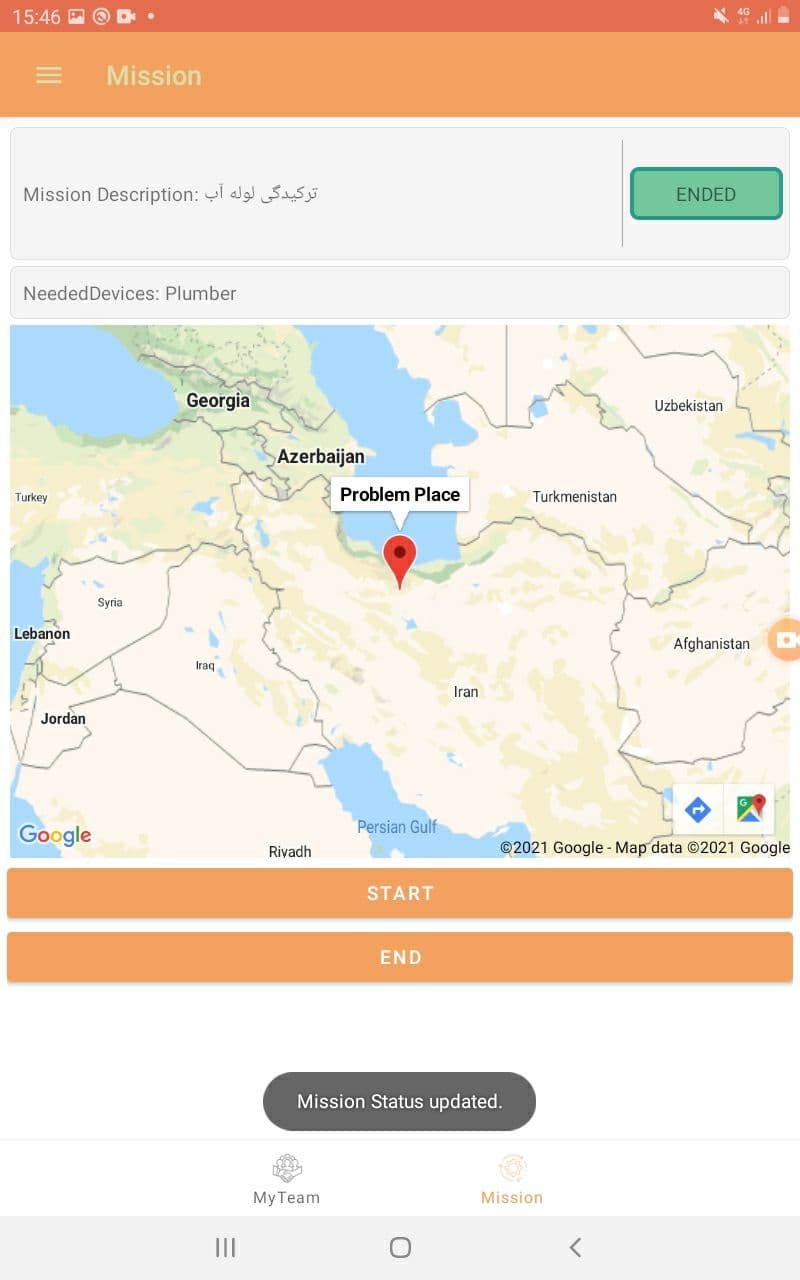 15:46
4G
Mission
Mission Description: ترکیدگی لوله آب
ENDED
NeededDevices: Plumber
Georgia
Uzbekistan
Azerbaijan
Problem Place
Turkey
Turkmenistan
Syria
Lebanon
Afghanistan
Iraq
Iran
Jordan
Persian Gulf
Google
Riyadh
©2021 Google - Map data ©2021 Google
START
END
Mission Status updated.
MyTeam
Mission